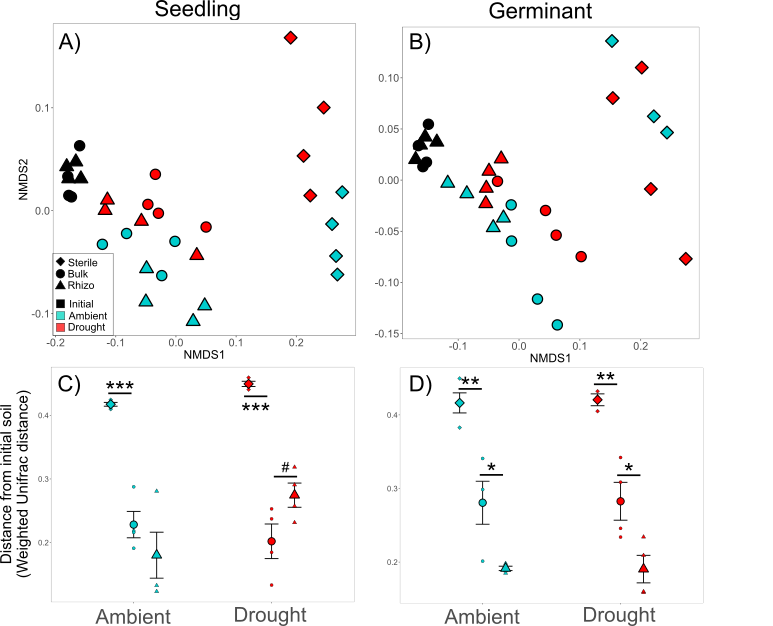 Seedling
Germinant
A)
B)
NMDS2
0.1
0.0
-0.1
0.10
0.05
0.00
-0.05
-0.10
-0.15
Sterile
Bulk
Rhizo
Initial
Ambient
Drought
-0.2
-0.1
0.0
0.1
0.2
NMDS1
-0.1
0.0
0.1
0.2
NMDS1
C)
D)
Distance from initial soil
(Weighted Unifrac distance)
0.4
0.3
0.2
***
***
#
0.4
0.3
0.2
**
*
**
*
Ambient
Drought
Ambient
Drought